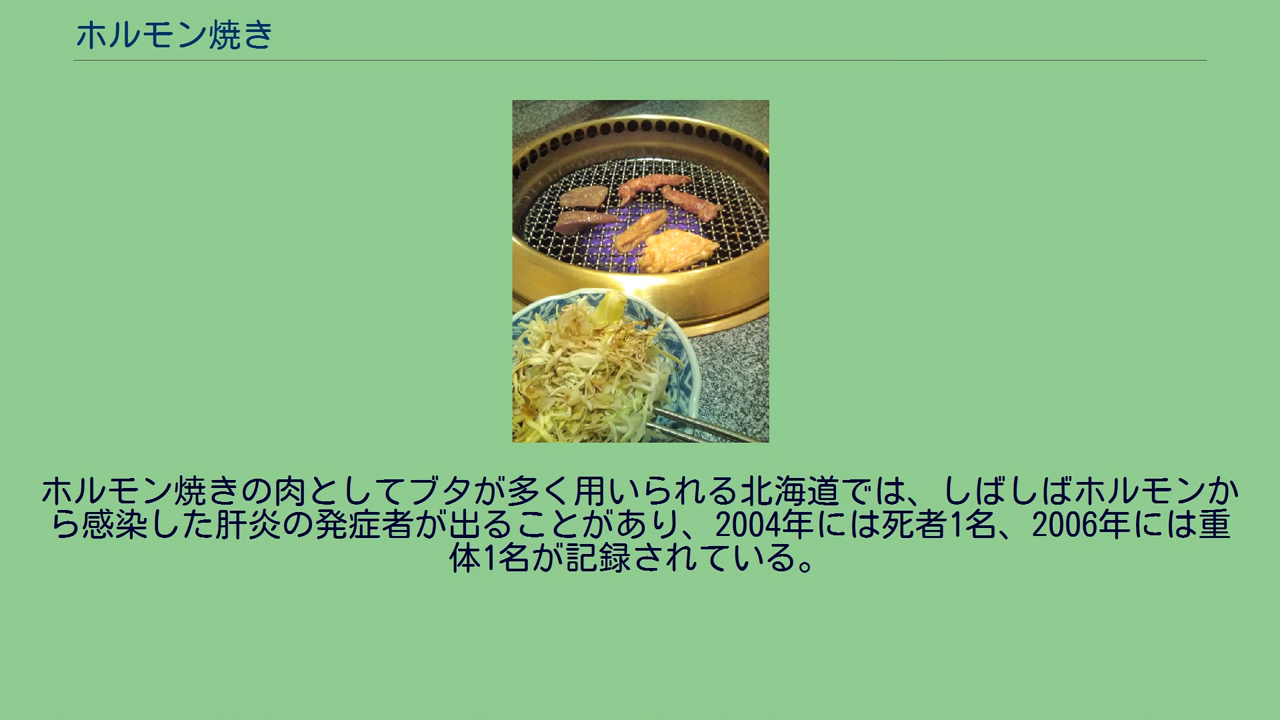 ホルモン焼き
ホルモン焼きの肉としてブタが多く用いられる北海道では、しばしばホルモンか
ら感染した肝炎の発症者が出ることがあり、2004年には死者1名、2006年には重
体1名が記録されている。